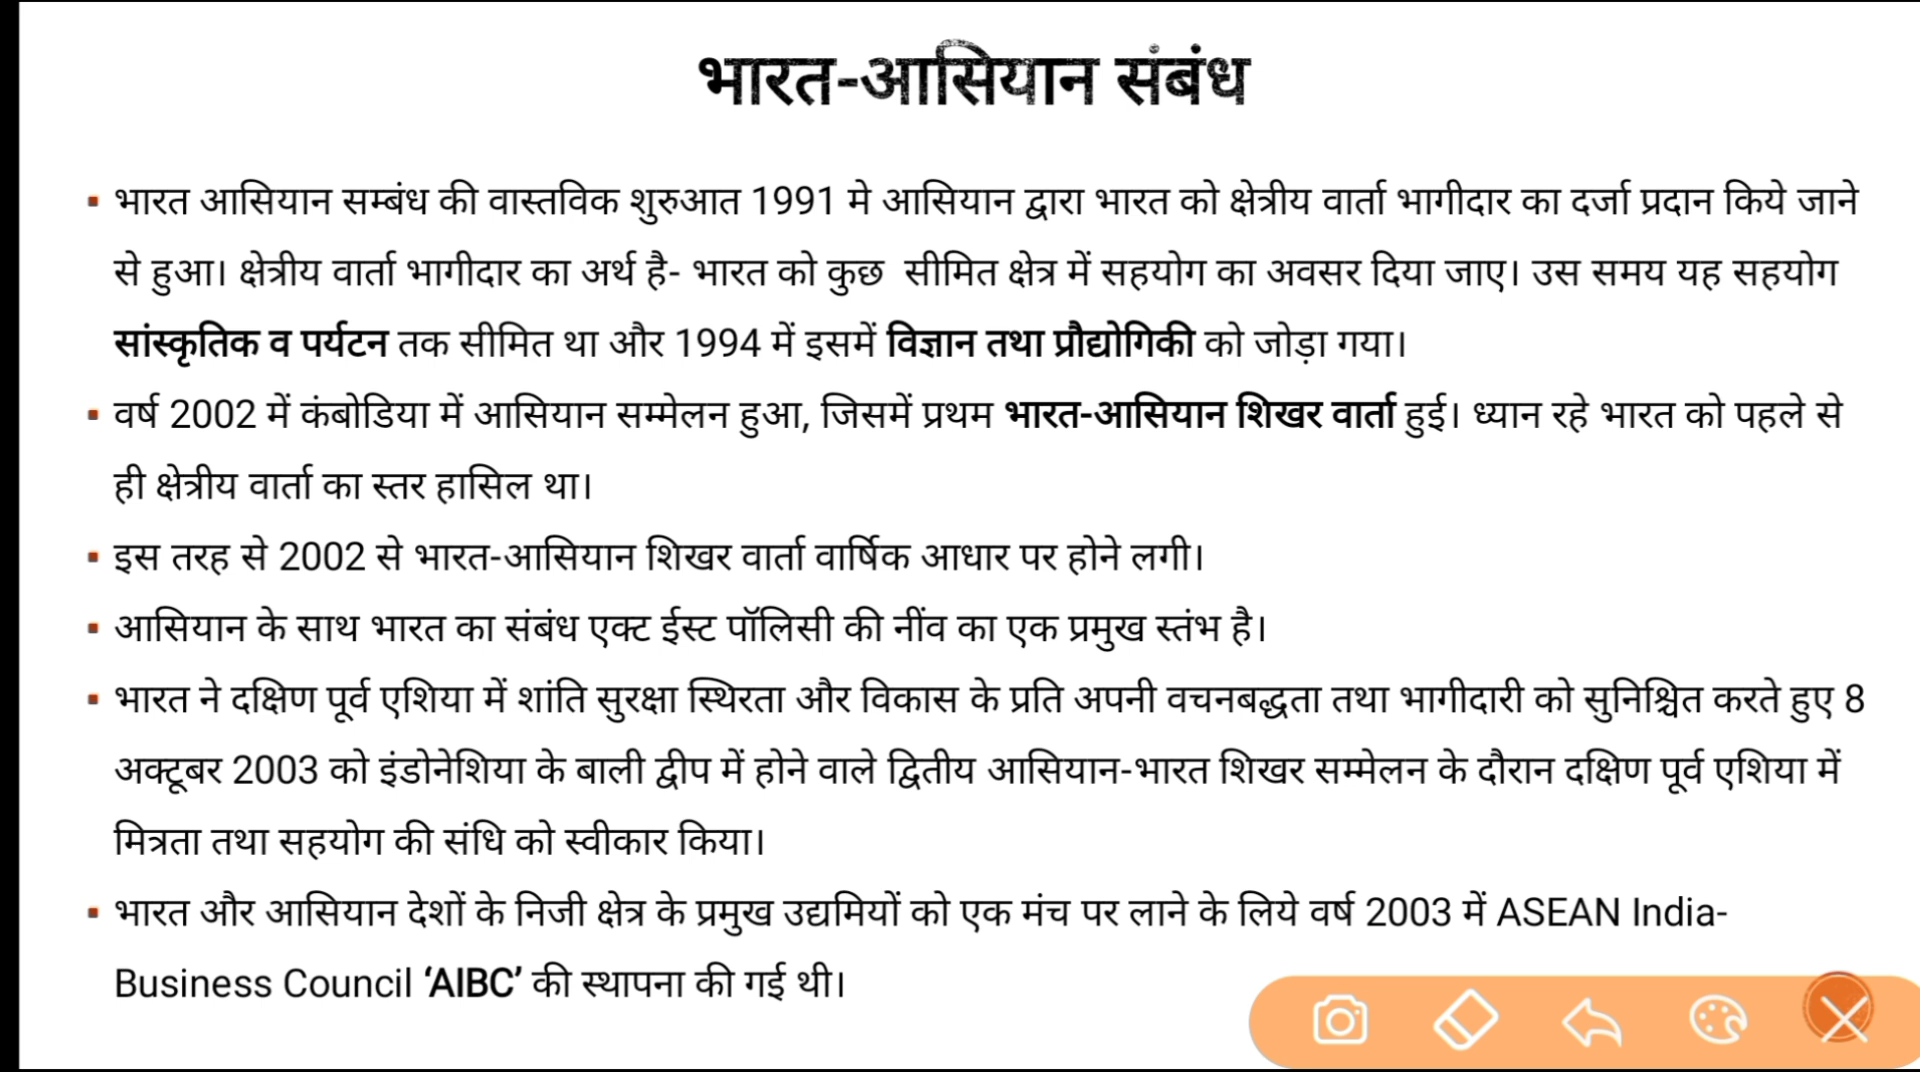 भारत-आसियान संबंध
▪ भारत आसियान सम्बंध की वास्तविक शुरुआत 1991 मे आसियान द्वारा भारत को क्षेत्रीय वार्ता भागीदार का दर्जा प्रदान किये जाने
से हुआ। क्षेत्रीय वार्ता भागीदार का अर्थ है- भारत को कुछ सीमित क्षेत्र में सहयोग का अवसर दिया जाए। उस समय यह सहयोग
सांस्कृतिक व पर्यटन तक सीमित था और 1994 में इसमें विज्ञान तथा प्रौद्योगिकी को जोड़ा गया।
▪ वर्ष 2002 में कंबोडिया में आसियान सम्मेलन हुआ, जिसमें प्रथम भारत-आसियान शिखर वार्ता हुई। ध्यान रहे भारत को पहले से
ही क्षेत्रीय वार्ता का स्तर हासिल था।
▪ इस तरह से 2002 से भारत-आसियान शिखर वार्ता वार्षिक आधार पर होने लगी।
▪ आसियान के साथ भारत का संबंध एक्ट ईस्ट पॉलिसी की नींव का एक प्रमुख स्तंभ है।
▪ भारत ने दक्षिण पूर्व एशिया में शांति सुरक्षा स्थिरता और विकास के प्रति अपनी वचनबद्धता तथा भागीदारी को सुनिश्चित करते हुए 8
अक्टूबर 2003 को इंडोनेशिया के बाली द्वीप में होने वाले द्वितीय आसियान-भारत शिखर सम्मेलन के दौरान दक्षिण पूर्व एशिया में
मित्रता तथा सहयोग की संधि को स्वीकार किया।
▪ भारत और आसियान देशों के निजी क्षेत्र के प्रमुख उद्यमियों को एक मंच पर लाने के लिये वर्ष 2003 में ASEAN India-
Business Council ‘AIBC’ की स्थापना की गई थी।